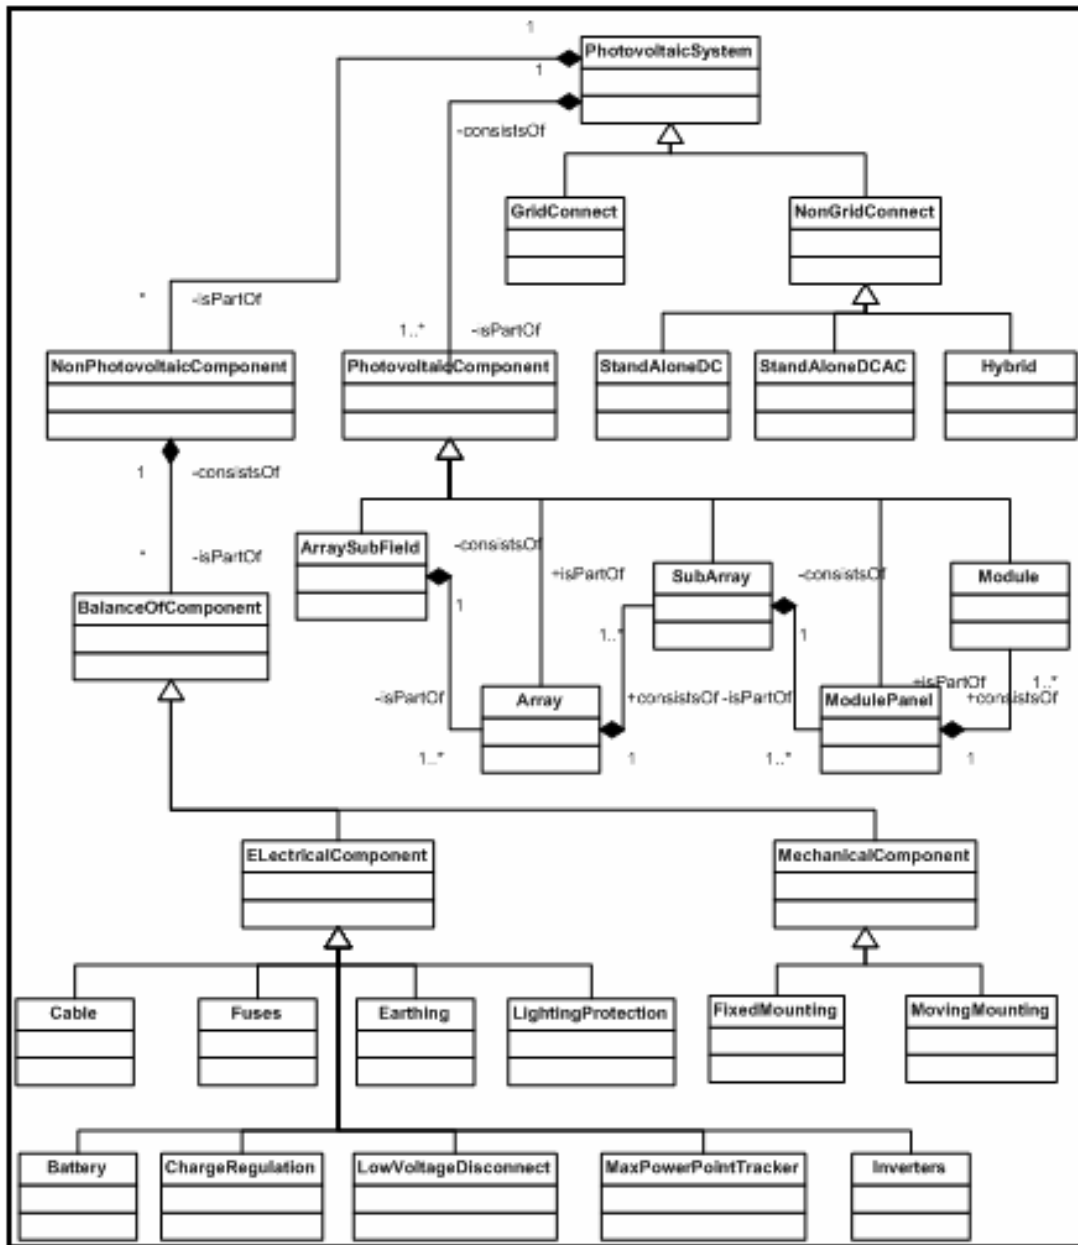 1
PhotovoltaicSystem
1
-consistsOf
GridConnect
NonGridConnect
*
-isPartOf
1..*
-isPartOf
NonPhotovoltaicComponent
PhotovoltaicComponent
StandAloneDC
StandAloneDCAC
Hybrid
1
-consistsOf
ArraySubField
-consistsOf
*
-isPartOf
+isPartOf
SubArray
-consistsOf
Module
BalanceOfComponent
1
1..*
1
-isPartOf
Array
+consistsOf
-isPartOf
ModulePanel
+isPartOf
1..*
+consistsOf
1..*
1
1..*
1
ELectricalComponent
MechanicalComponent
Cable
Fuses
Earthing
LightingProtection
FixedMounting
MovingMounting
Battery
ChargeRegulation
LowVoltageDisconnect
MaxPowerPointTracker
Inverters